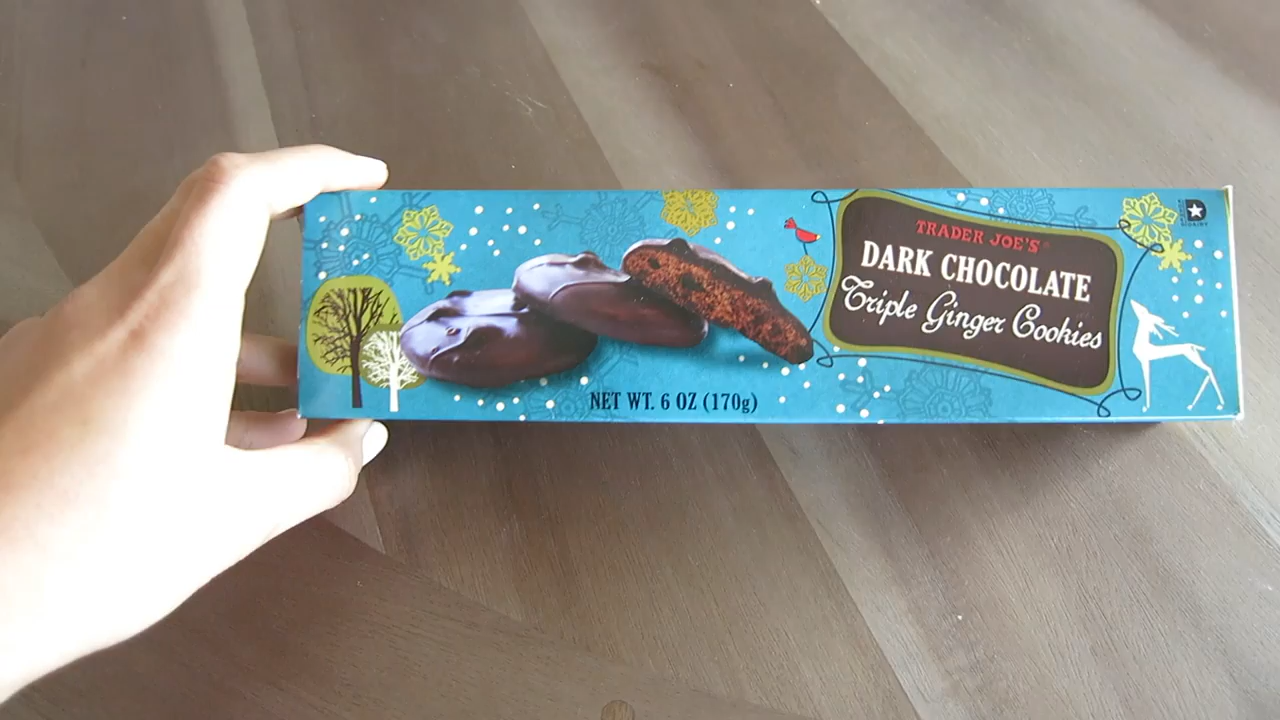 TRADER JOE'S®
DARK CHOCOLATE
Triple Ginger Cookies
NET WT. 6 OZ (170g)